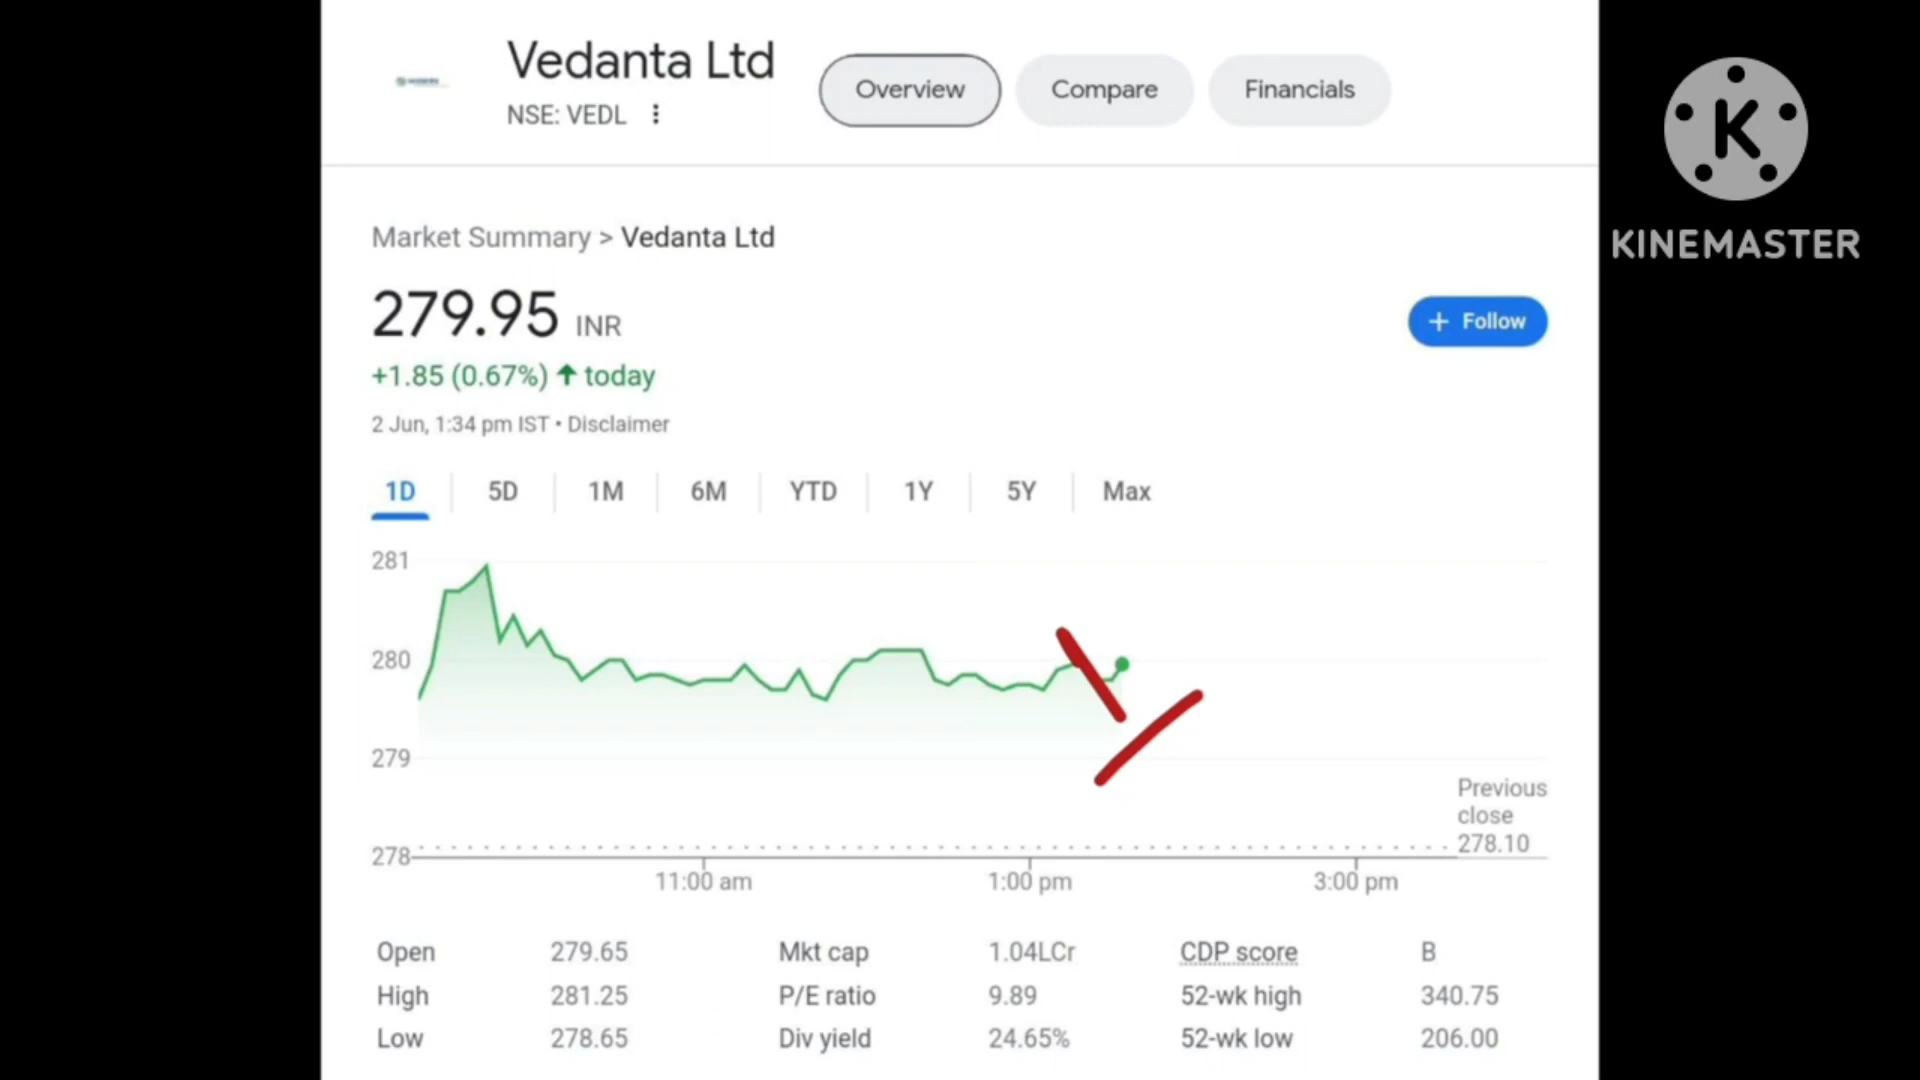 Vedanta Ltd
NSE: VEDL
Overview
Compare
Financials
KINEMASTER
Market Summary > Vedanta Ltd
279.95 INR
+ Follow
+1.85 (0.67%) ↑ today
2 Jun, 1:34 pm IST • Disclaimer
1D 5D 1M 6M YTD 1Y 5Y Max
281
280
279
278
Previous
close
278.10
11:00 am 1:00 pm 3:00 pm
Open 279.65 Mkt cap 1.04LCr CDP score B
High 281.25 P/E ratio 9.89 52-wk high 340.75
Low 278.65 Div yield 24.65% 52-wk low 206.00